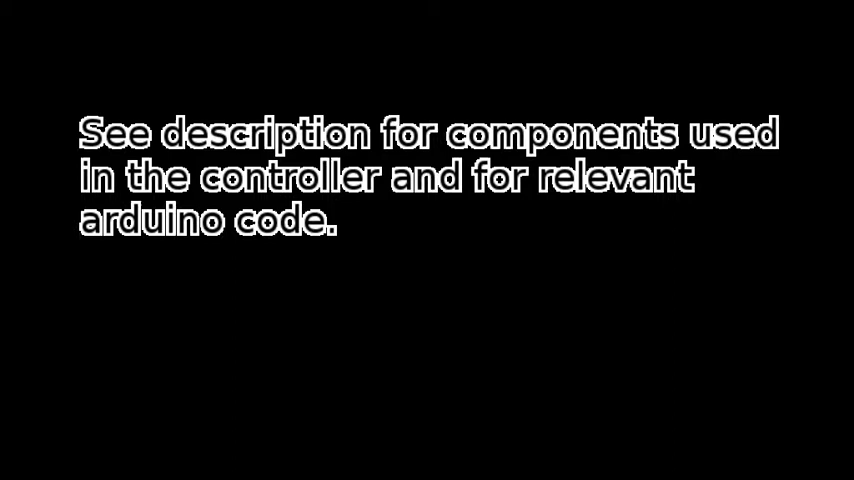 See description for components used
in the controller and for relevant
arduino code.